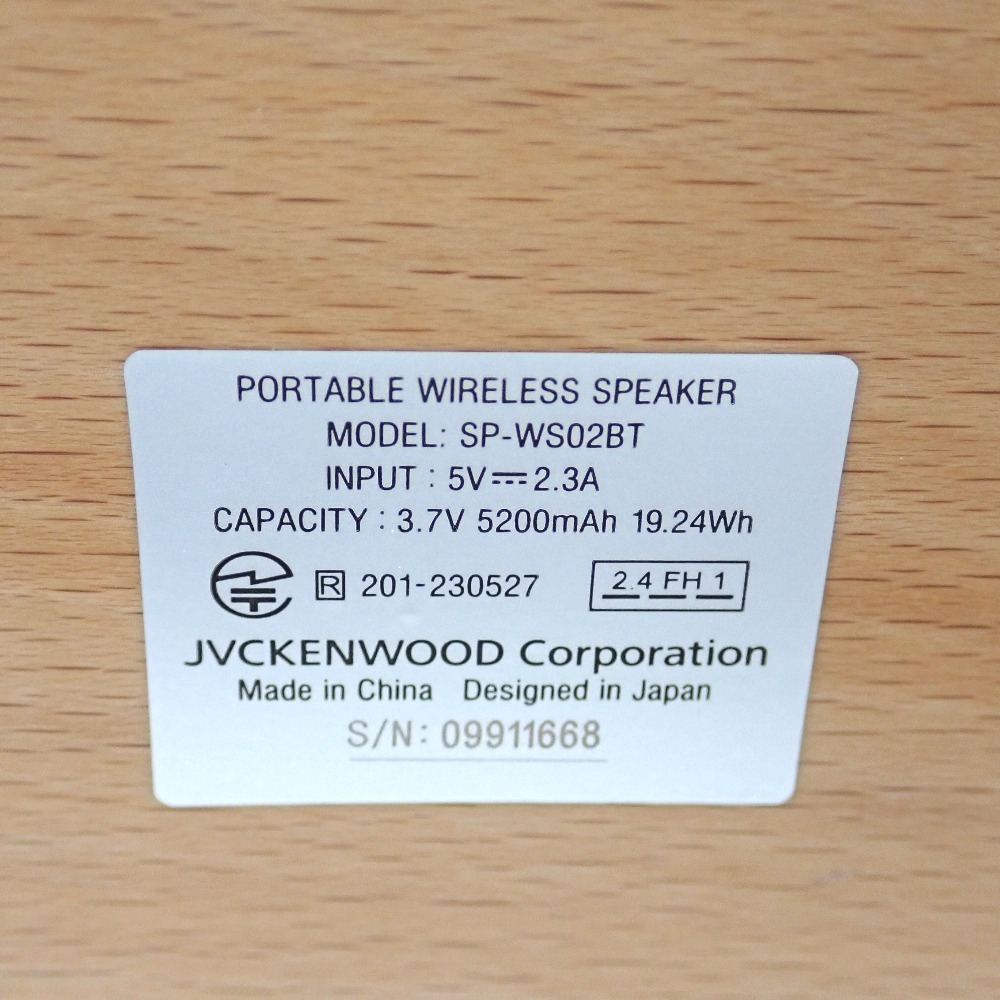 PORTABLE WIRELESS SPEAKER
MODEL: SP-WS02BT
INPUT : 5V⎓2.3A
CAPACITY : 3.7V 5200mAh 19.24Wh
R 201-230527 2.4 FH 1
JVCKENWOOD Corporation
Made in China Designed in Japan
S/N: 09911668